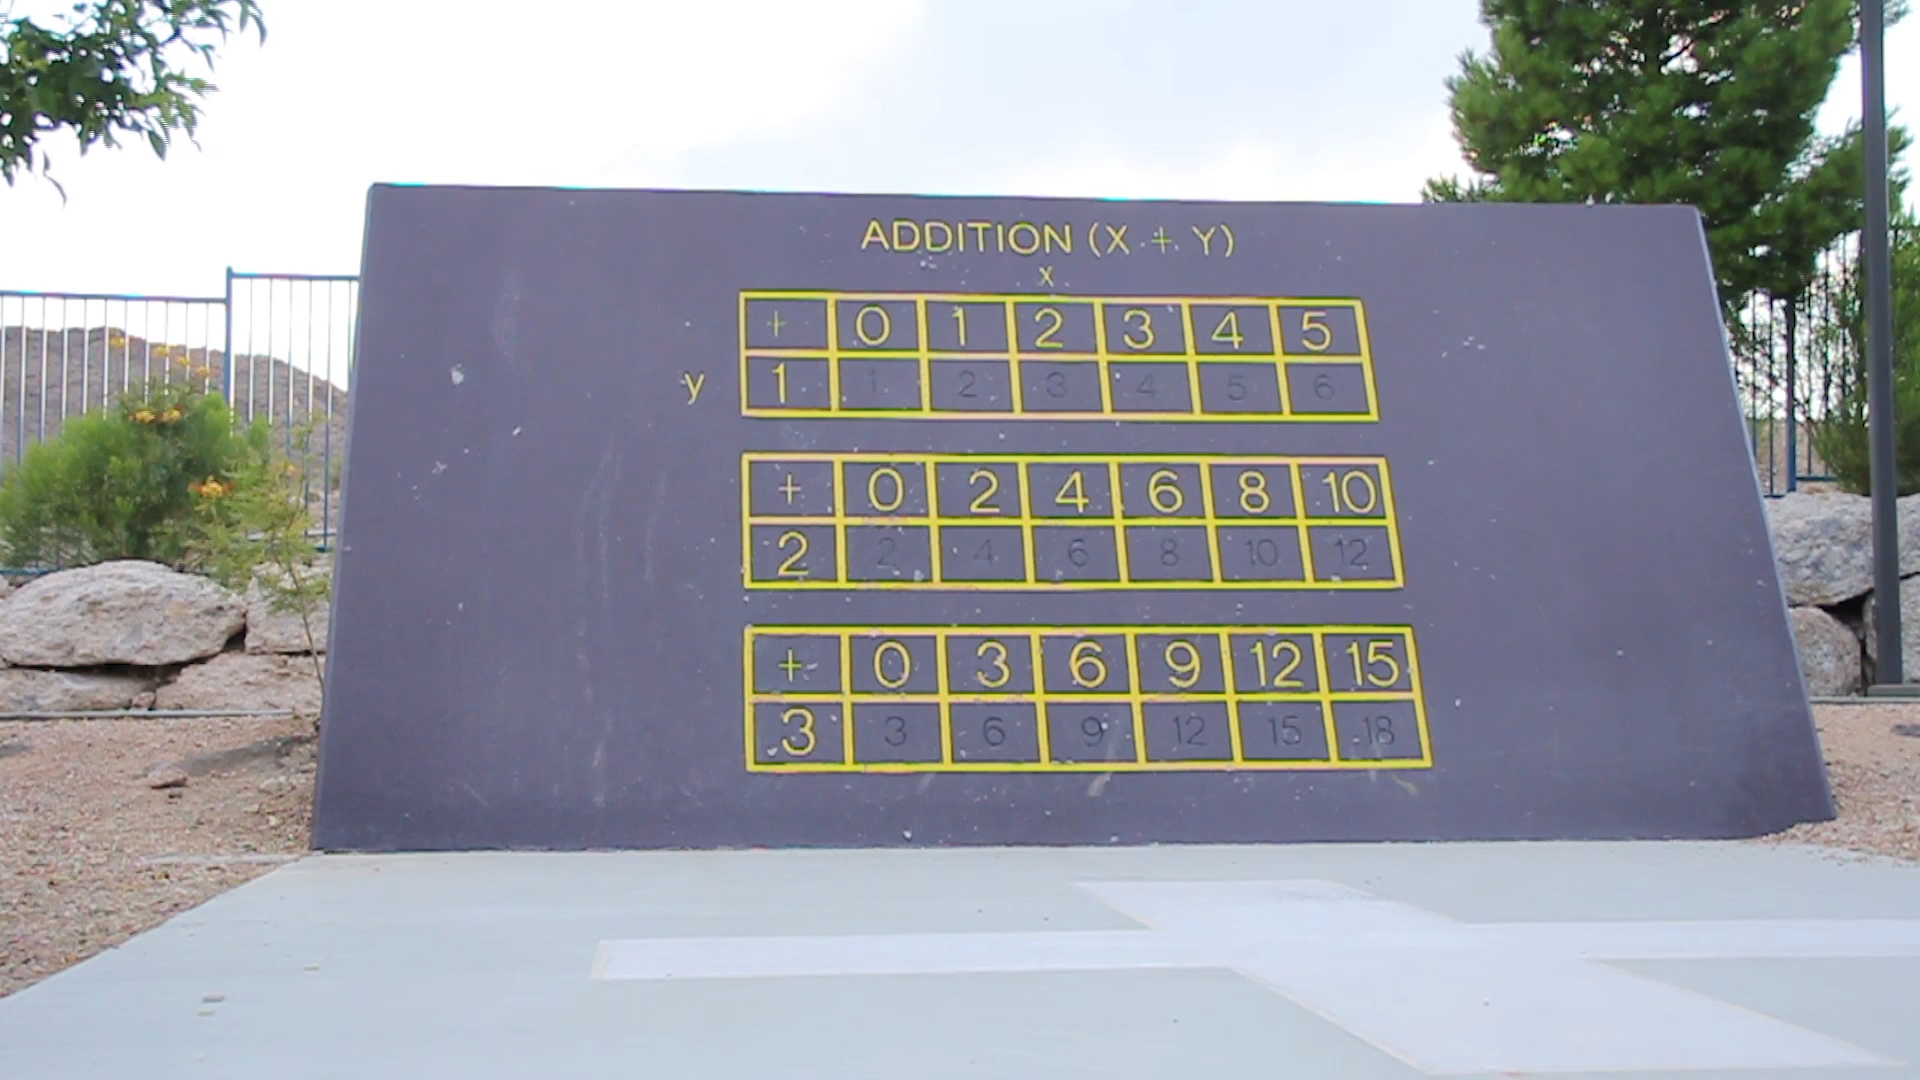 ADDITION (X + Y)
x
+ 0 1 2 3 4 5
y 1 1 2 3 4 5 6
+ 0 2 4 6 8 10
2 2 4 6 8 10 12
+ 0 3 6 9 12 15
3 3 6 9 12 15 18